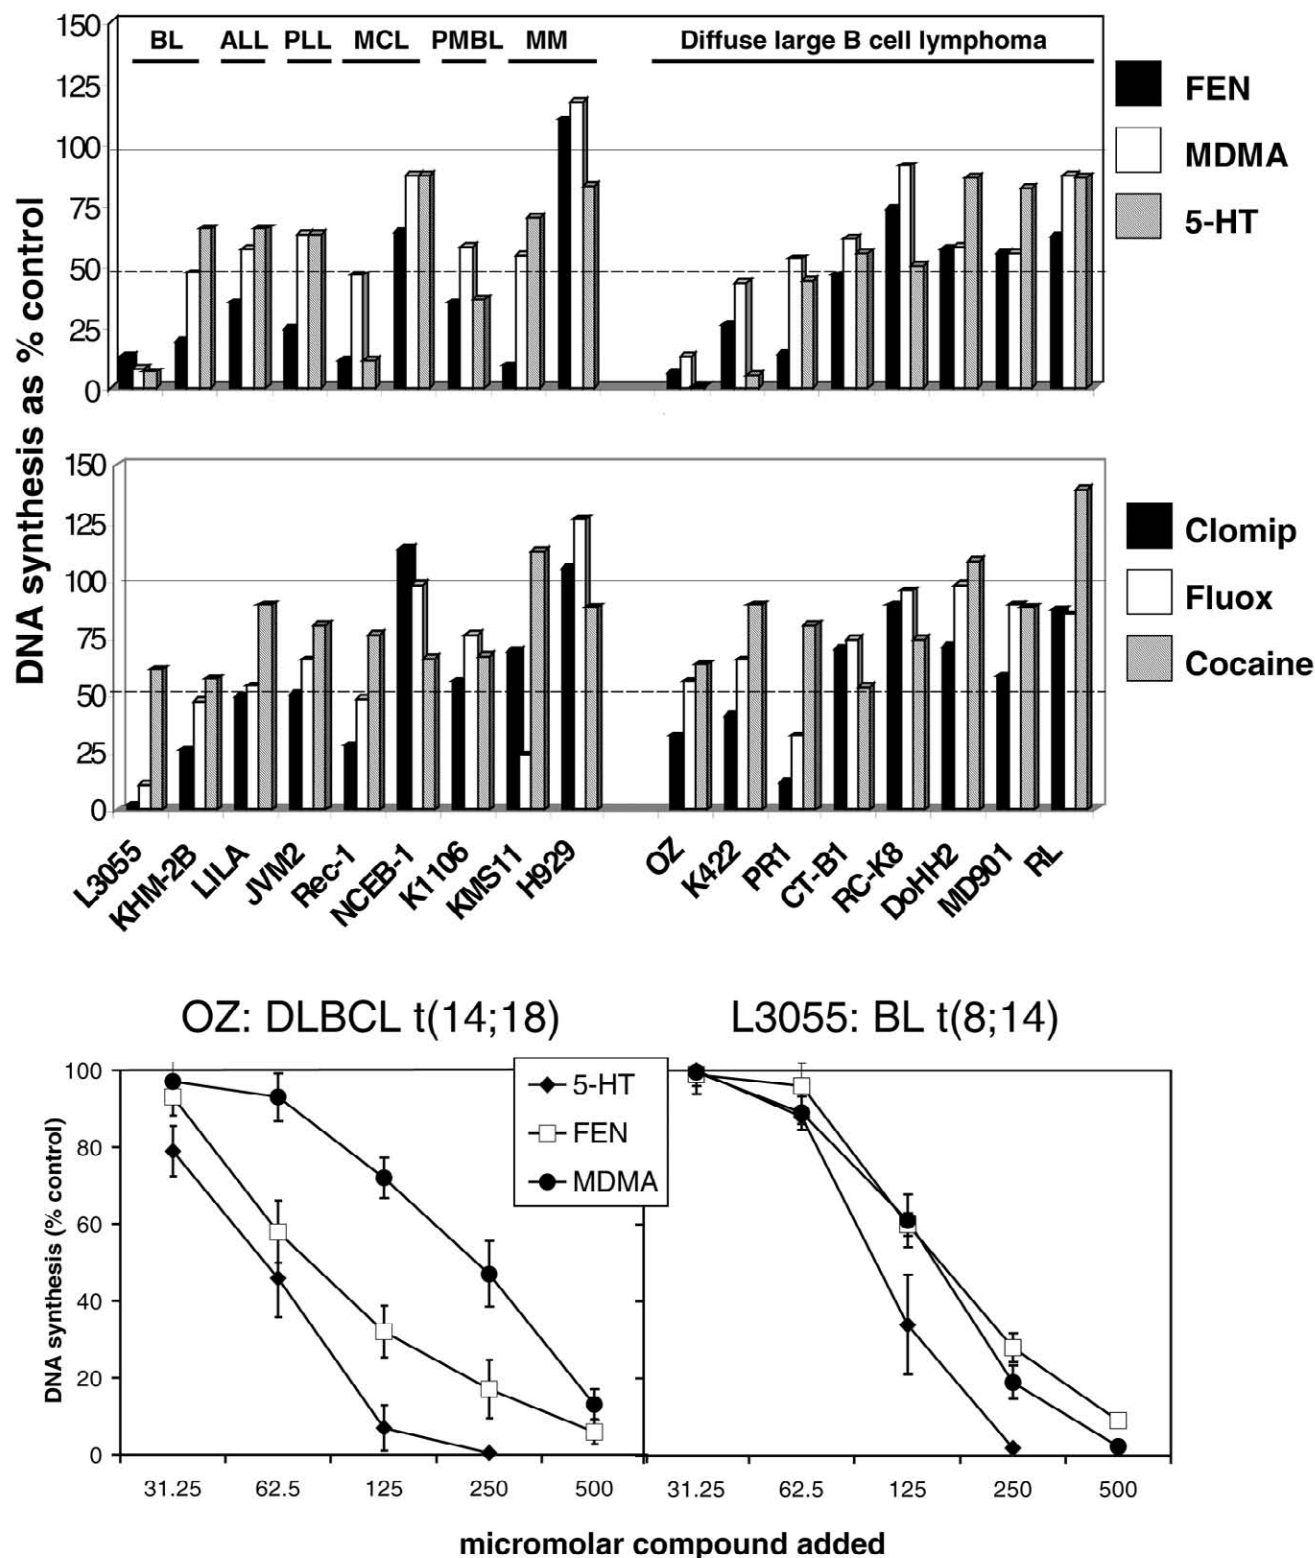 DNA synthesis as % control
150
125
100
75
50
25
0
BL ALL PLL MCL PMBL MM Diffuse large B cell lymphoma
FEN
MDMA
5-HT
150
125
100
75
50
25
0
Clomip
Fluox
Cocaine
L3055 KHM-2B LILA JVM2 Rec-1 NCEB-1 K1106 KMS11 H929 OZ K422 PR1 CT-B1 RC-K8 DoHH2 MD901 RL
OZ: DLBCL t(14;18) L3055: BL t(8;14)
DNA synthesis (% control)
100
80
60
40
20
0
5-HT
FEN
MDMA
31.25 62.5 125 250 500 31.25 62.5 125 250 500
micromolar compound added